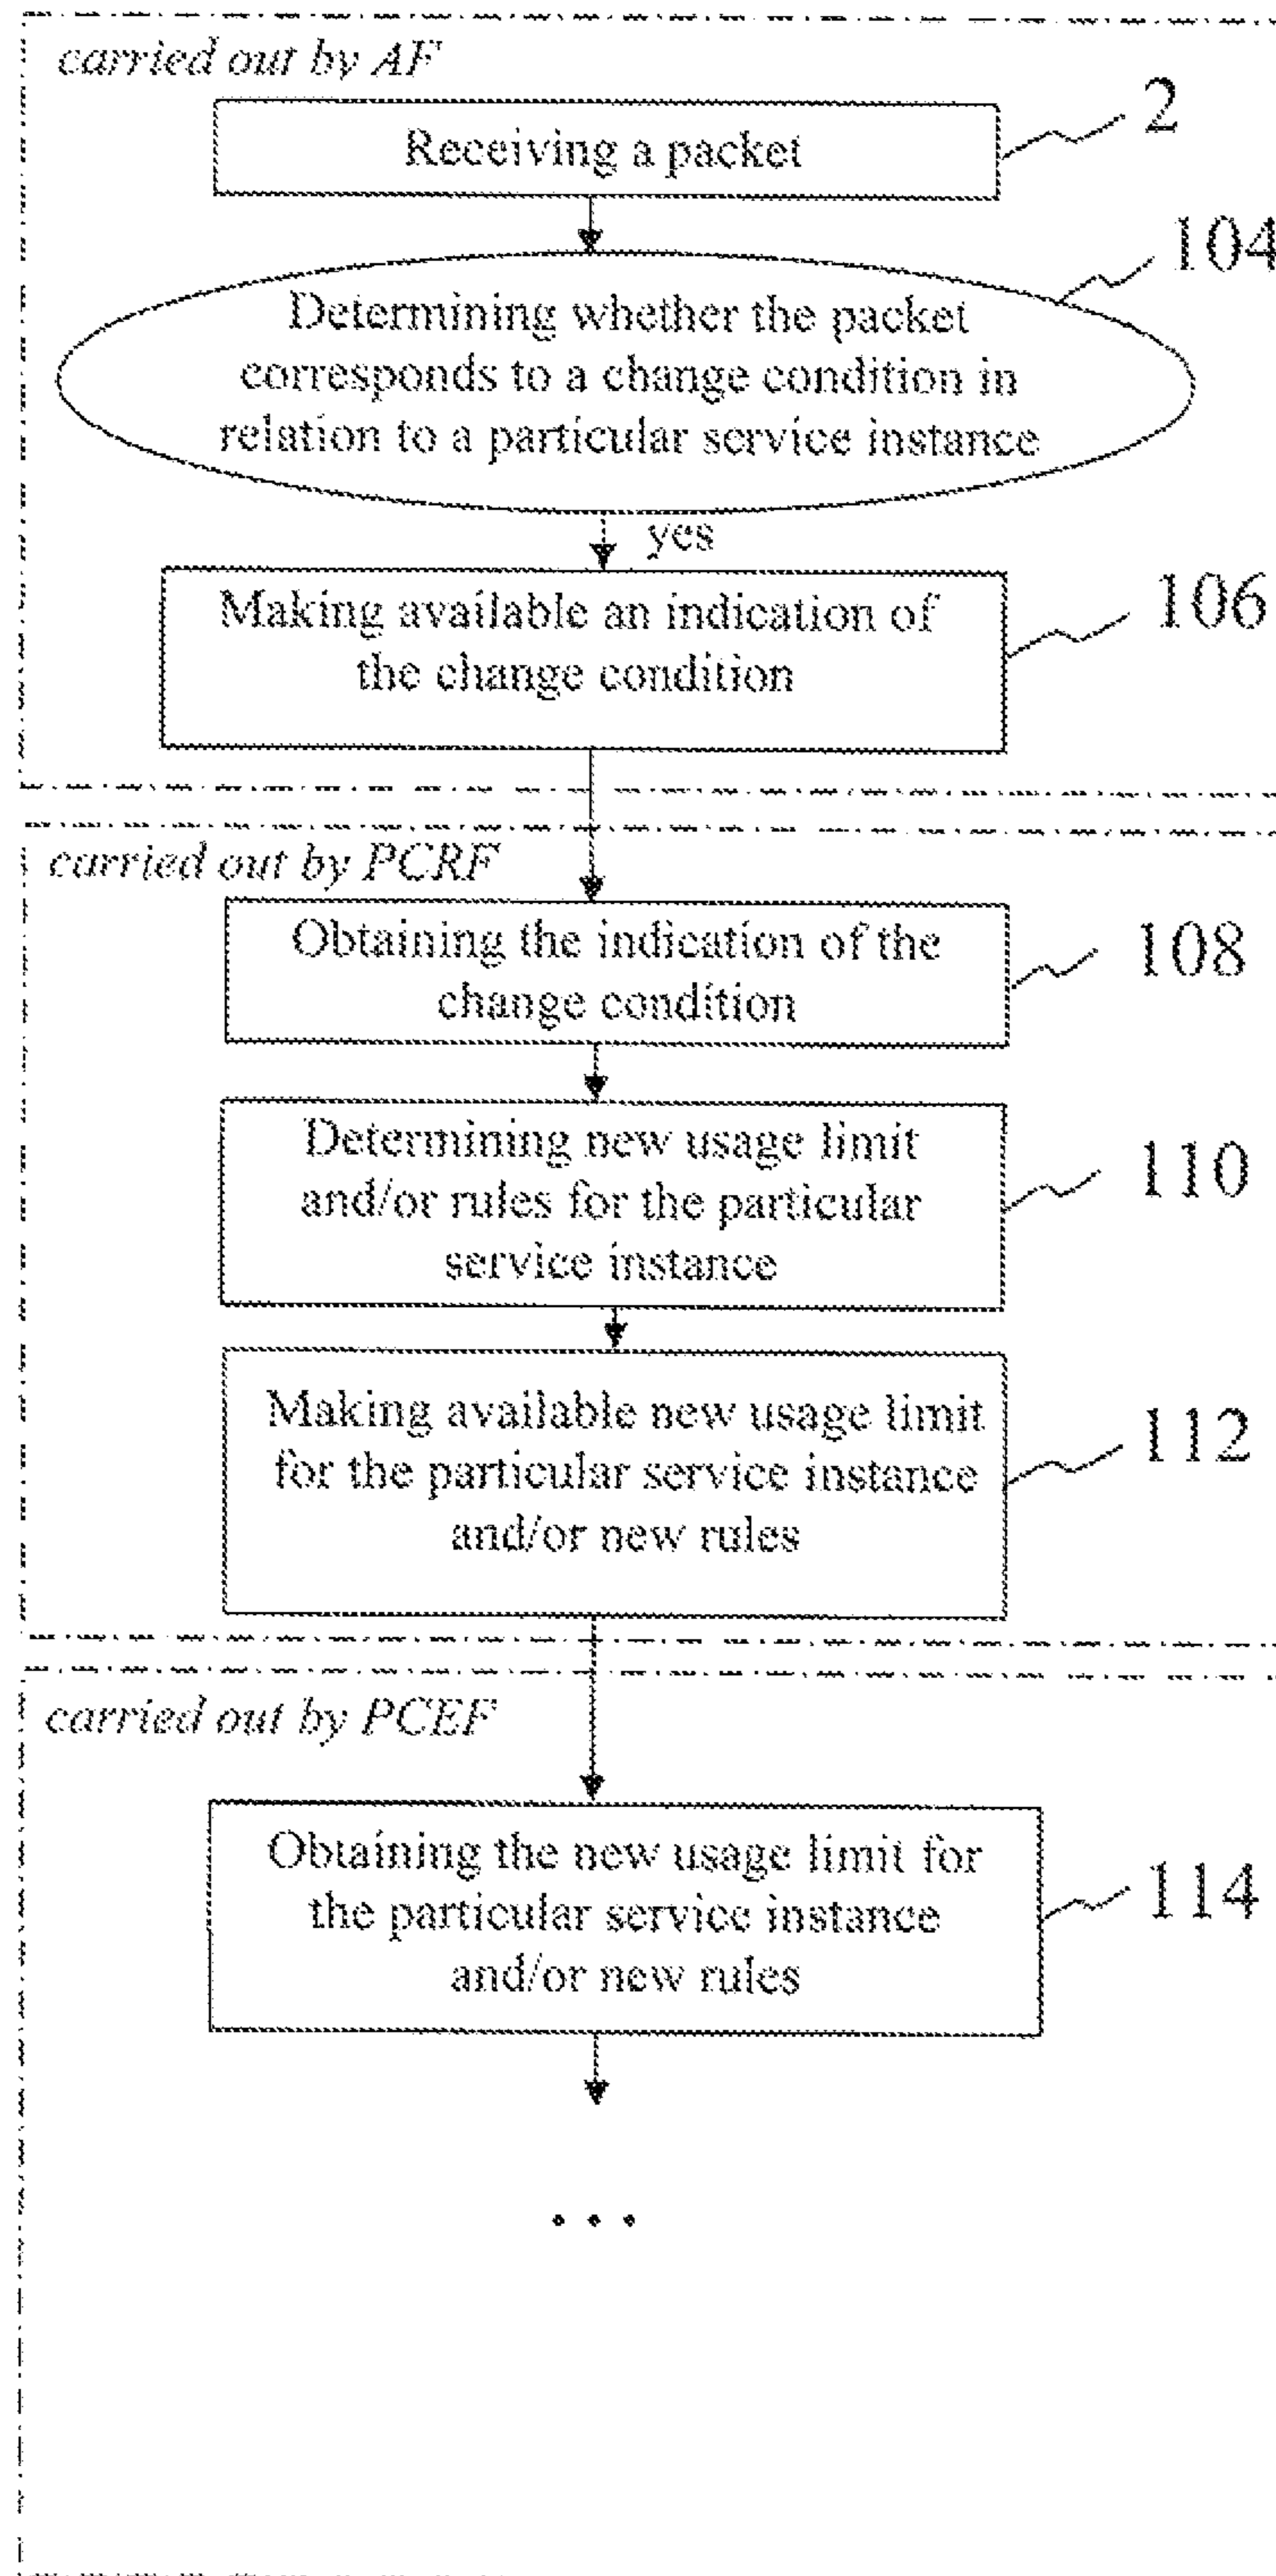 carried out by AF
Receiving a packet
2
104
Determining whether the packet
corresponds to a change condition in
relation to a particular service instance
yes
Making available an indication of
the change condition
106
carried out by PCRF
Obtaining the indication of the
change condition
108
Determining new usage limit
and/or rules for the particular
service instance
110
Making available new usage limit
for the particular service instance
and/or new rules
112
carried out by PCEF
Obtaining the new usage limit for
the particular service instance
and/or new rules
114
. . .